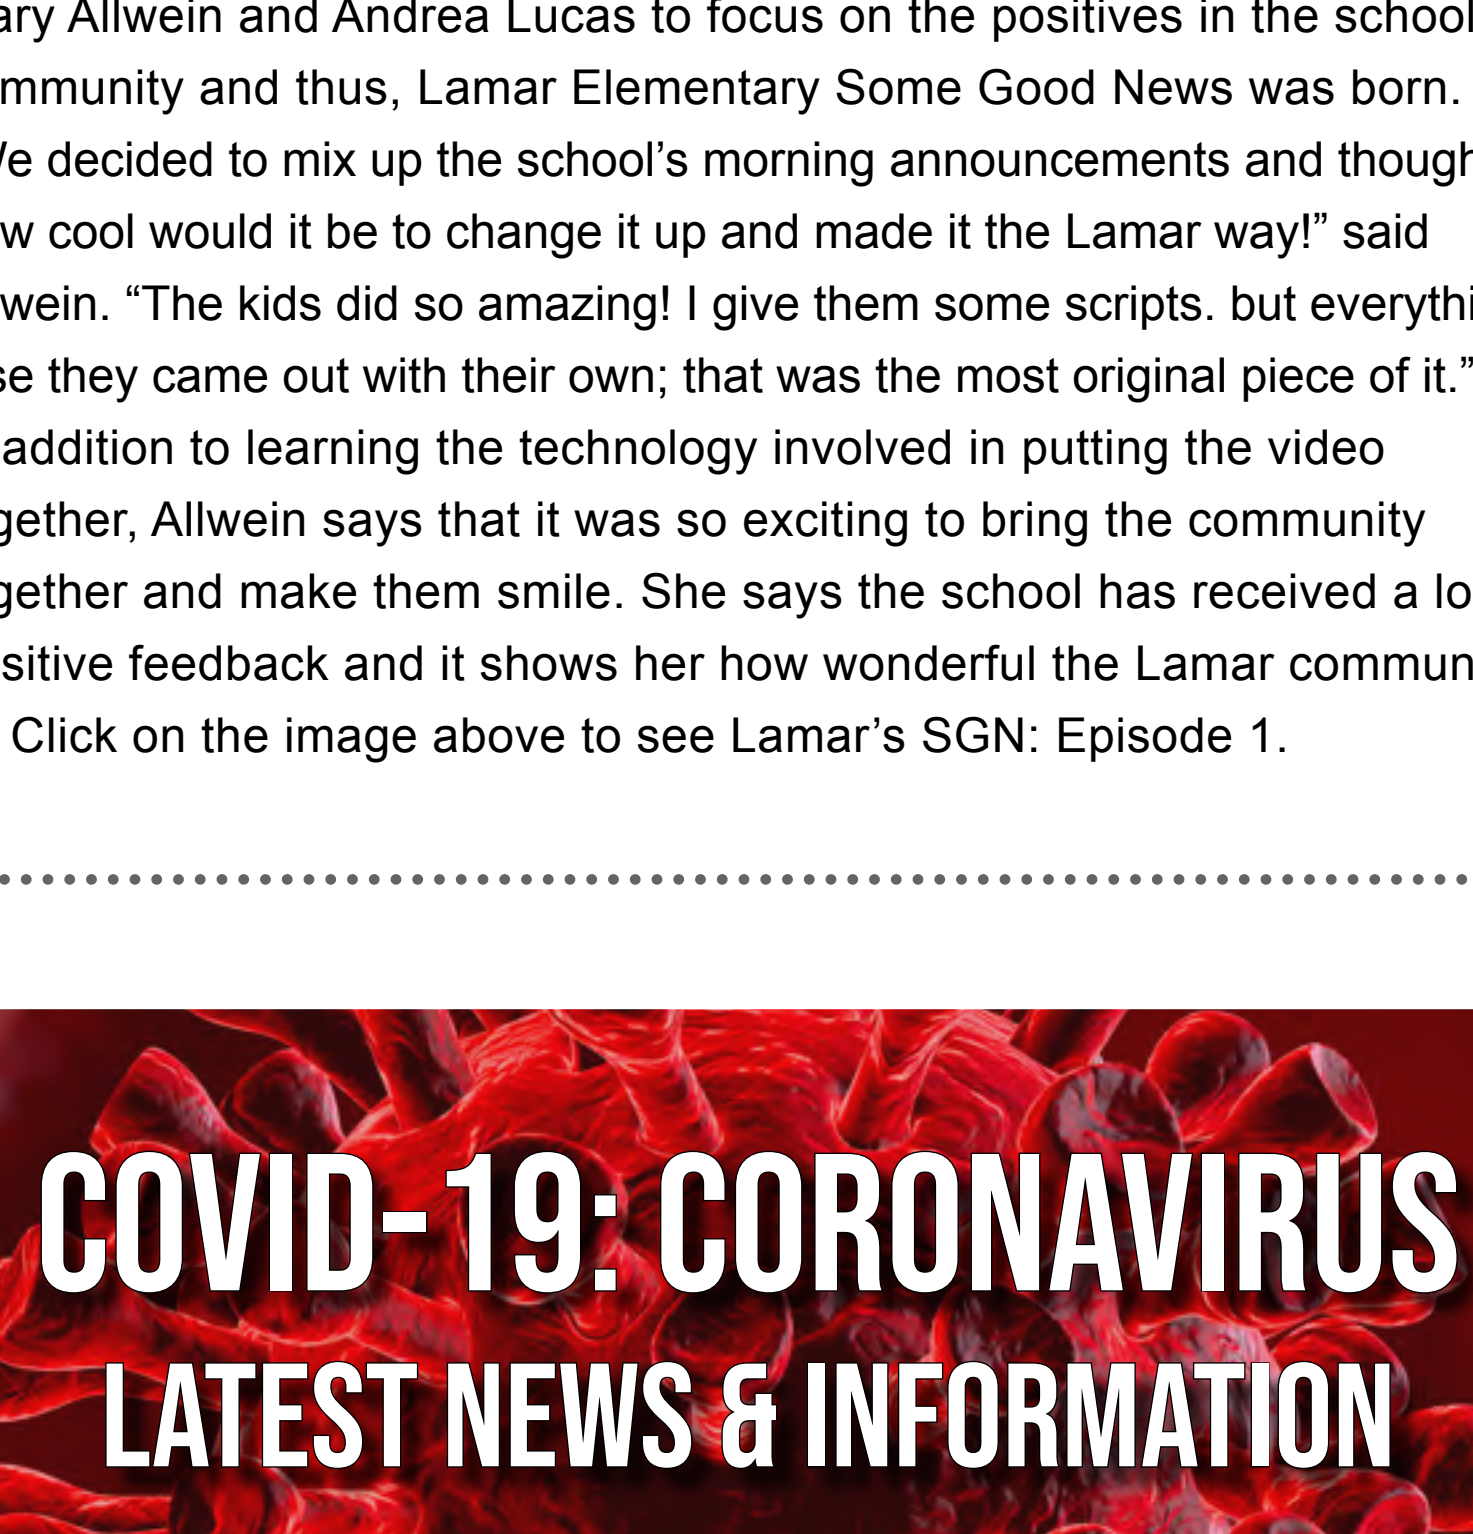 ary Allwein and Andrea Lucas to focus on the positives in the school
mmunity and thus, Lamar Elementary Some Good News was born.
We decided to mix up the school’s morning announcements and though
w cool would it be to change it up and made it the Lamar way!” said
wein. “The kids did so amazing! I give them some scripts. but everythi
se they came out with their own; that was the most original piece of it.”
addition to learning the technology involved in putting the video
gether, Allwein says that it was so exciting to bring the community
gether and make them smile. She says the school has received a lo
sitive feedback and it shows her how wonderful the Lamar commun
Click on the image above to see Lamar’s SGN: Episode 1.
COVID-19: CORONAVIRUS
LATEST NEWS & INFORMATION